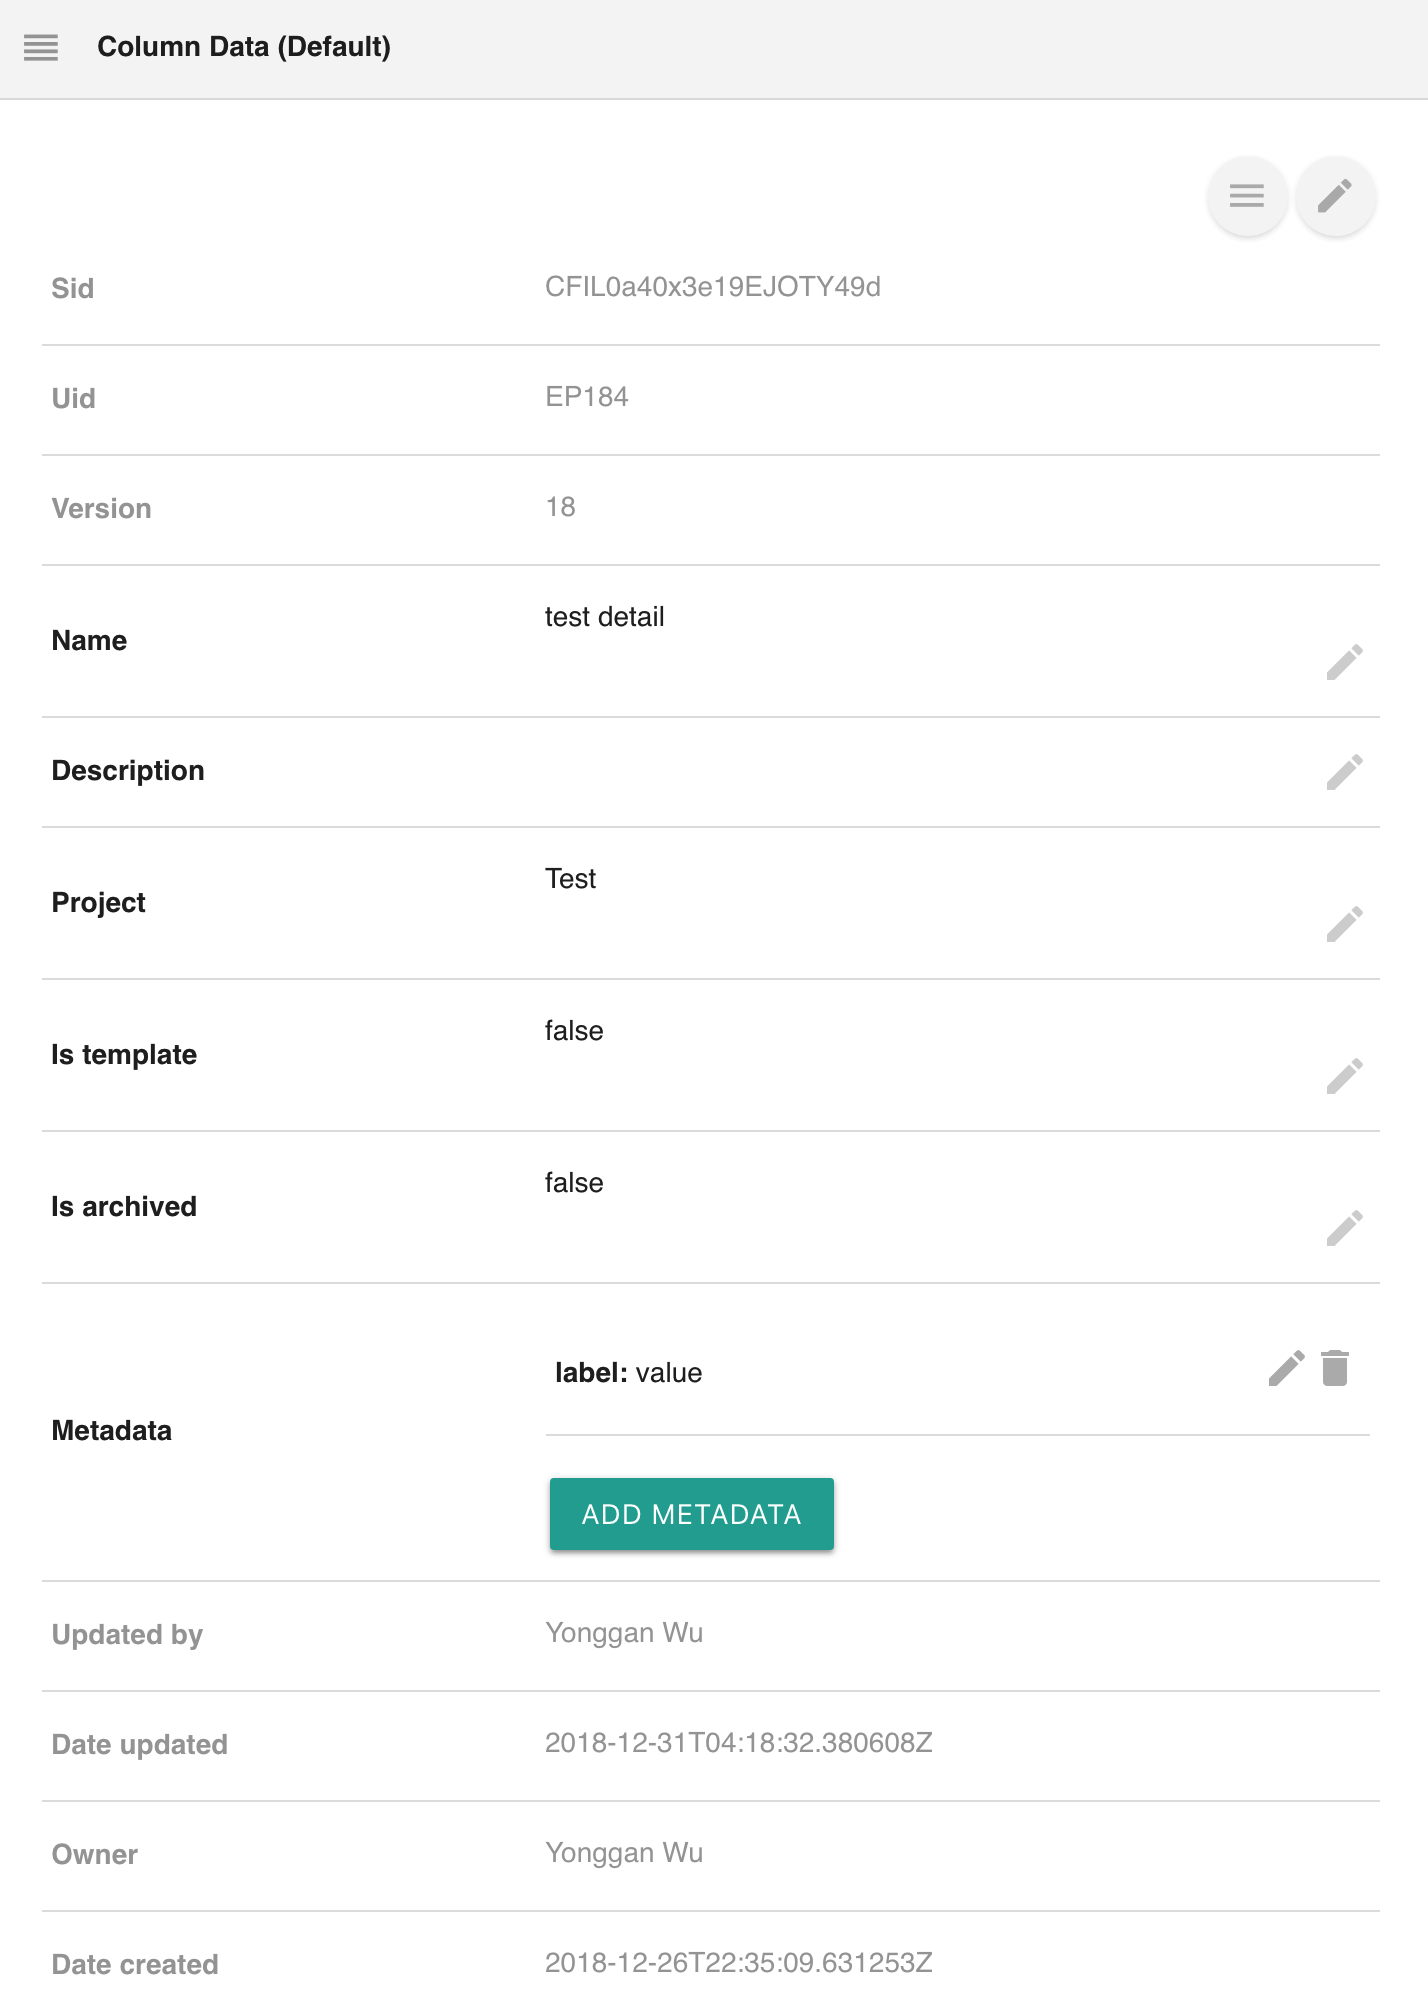 Column Data (Default)
Sid CFIL0a40x3e19EJOTY49d
Uid EP184
Version 18
Name test detail
Description
Project Test
Is template false
Is archived false
Metadata
label: value
ADD METADATA
Updated by Yonggan Wu
Date updated 2018-12-31T04:18:32.380608Z
Owner Yonggan Wu
Date created 2018-12-26T22:35:09.631253Z